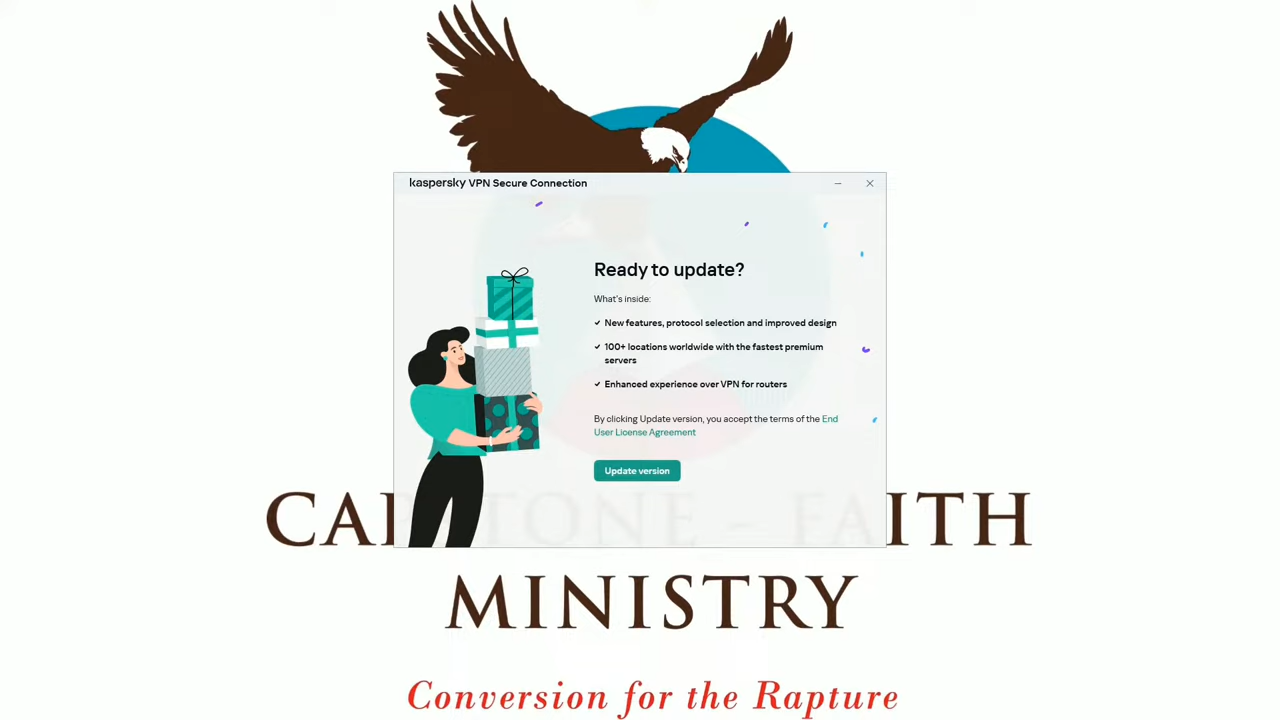 kaspersky VPN Secure Connection
Ready to update?
What's inside:
New features, protocol selection and improved design
100+ locations worldwide with the fastest premium
servers
Enhanced experience over VPN for routers
By clicking Update version, you accept the terms of the End
User License Agreement
Update version
CAPSTONE - FAITH
MINISTRY
Conversion for the Rapture